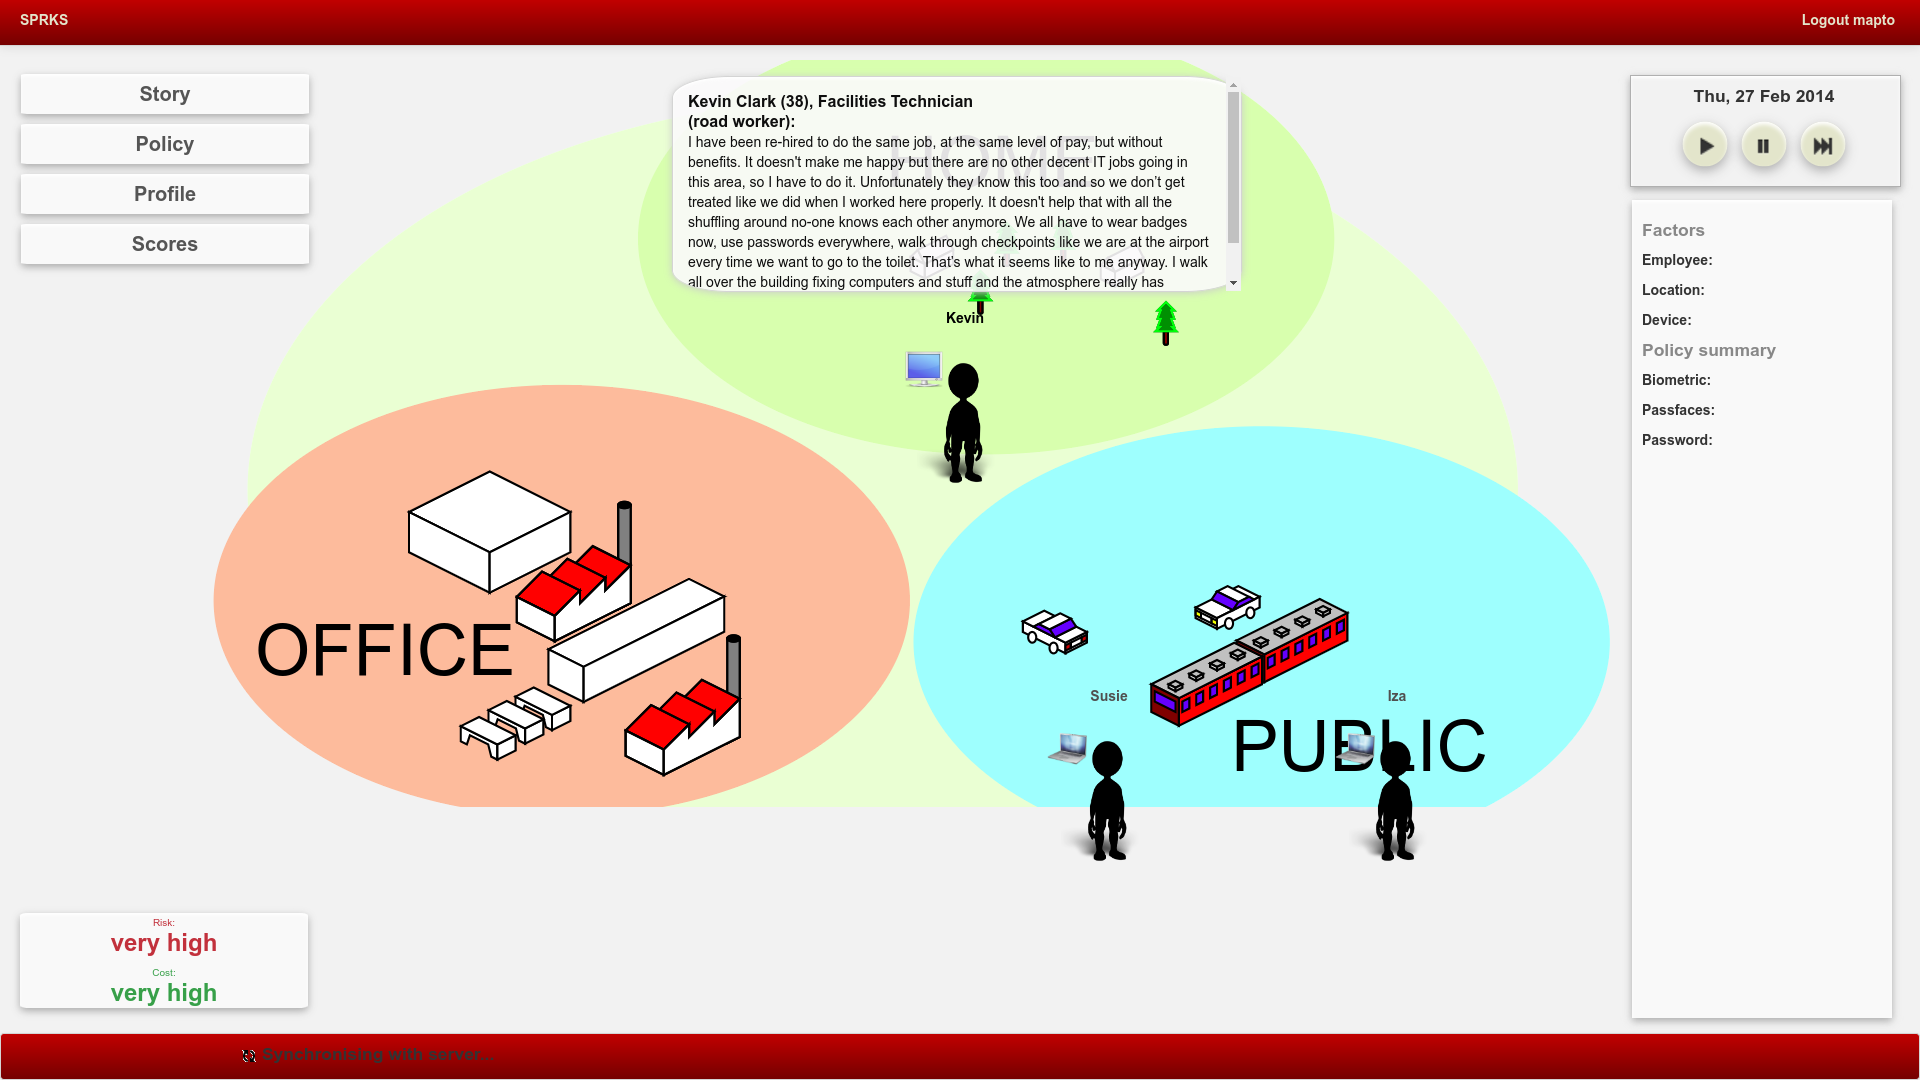 SPRKS
Logout mapto
Story
Policy
Profile
Scores
Kevin Clark (38), Facilities Technician
(road worker):
I have been re-hired to do the same job, at the same level of pay, but without
benefits. It doesn't make me happy but there are no other decent IT jobs going in
this area, so I have to do it. Unfortunately they know this too and so we don’t get
treated like we did when I worked here properly. It doesn't help that with all the
shuffling around no-one knows each other anymore. We all have to wear badges
now, use passwords everywhere, walk through checkpoints like we are at the airport
every time we want to go to the toilet. That's what it seems like to me anyway. I walk
all over the building fixing computers and stuff and the atmosphere really has
HOME
Kevin
OFFICE
Susie
Iza
PUBLIC
Thu, 27 Feb 2014
Factors
Employee:
Location:
Device:
Policy summary
Biometric:
Passfaces:
Password:
Risk:
very high
Cost:
very high
Synchronising with server...